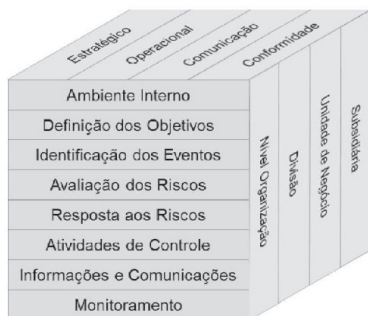 Estratégico
Operacional
Comunicação
Conformidade
Ambiente Interno
Definição dos Objetivos
Identificação dos Eventos
Avaliação dos Riscos
Resposta aos Riscos
Atividades de Controle
Informações e Comunicações
Monitoramento
Nível Organização
Divisão
Unidade de Negócio
Subsidiária